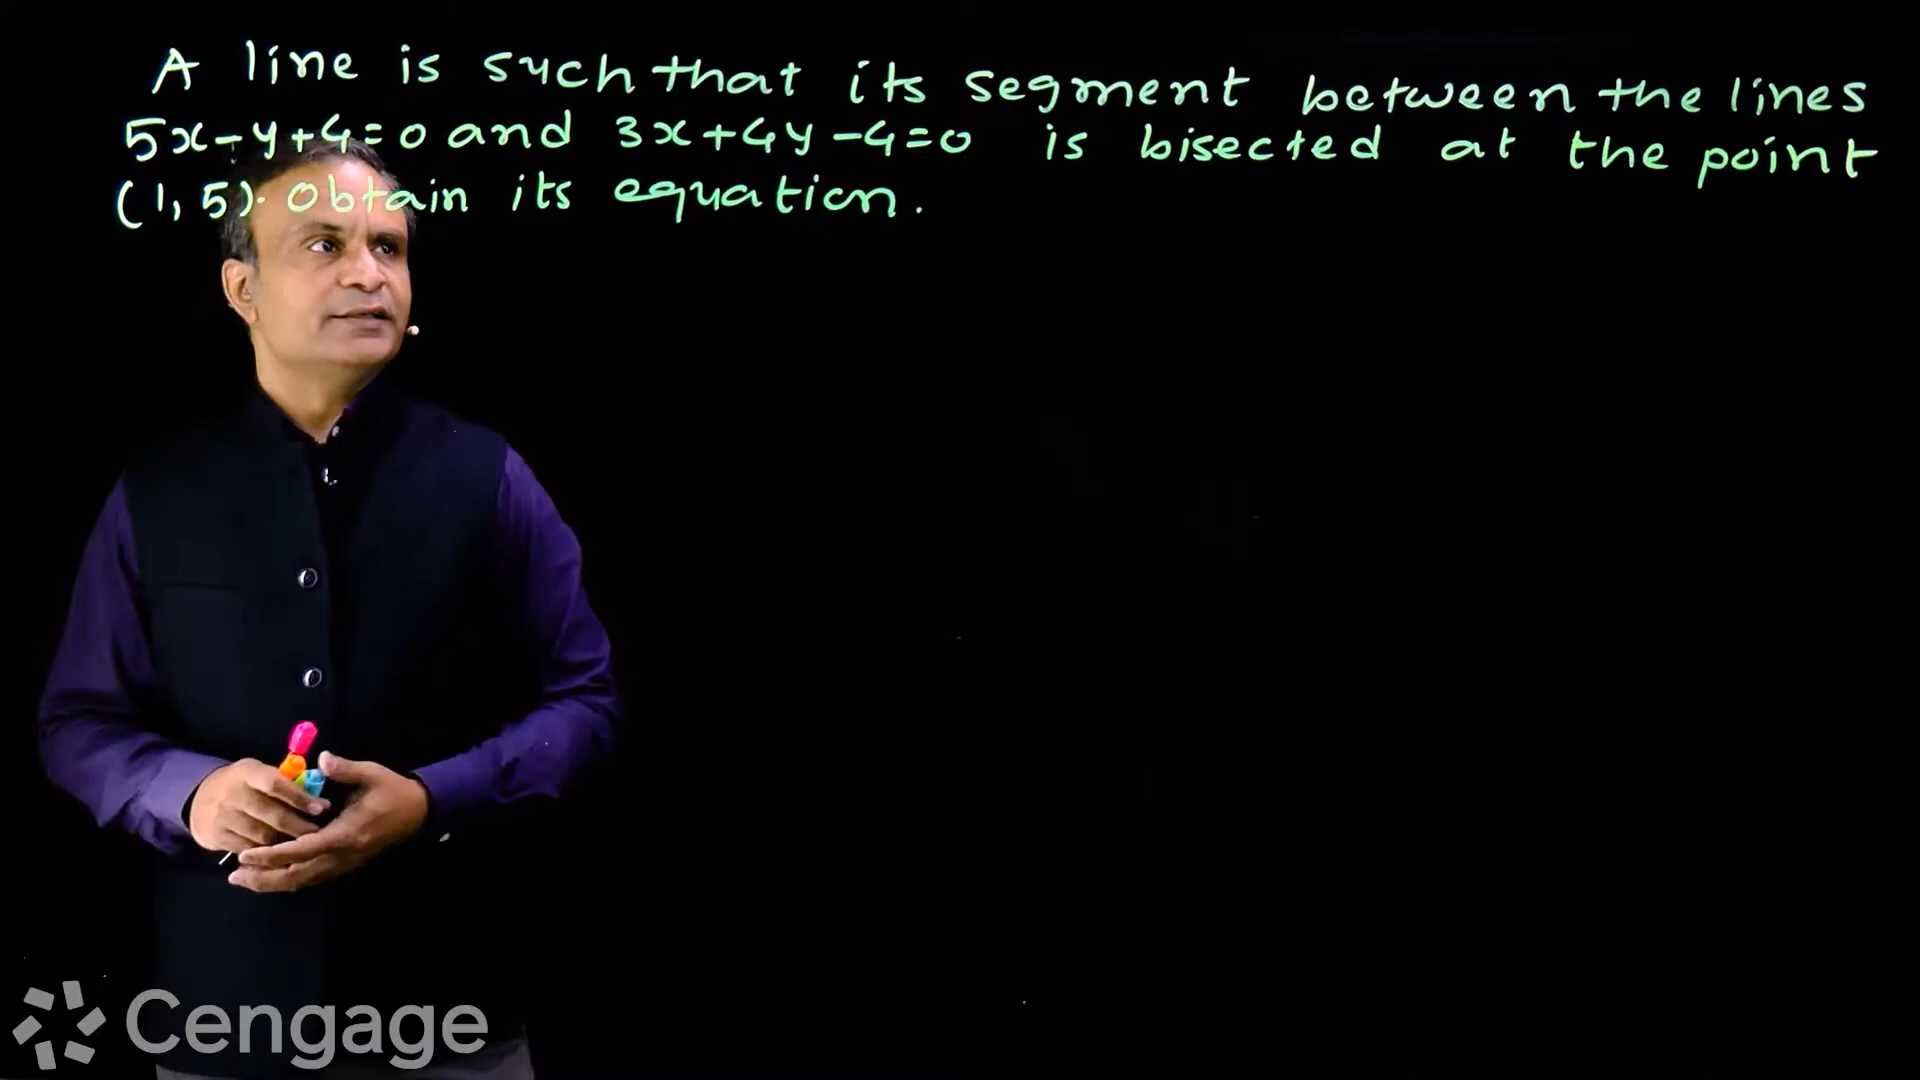 A line is such that its segment between the lines
5x-y+4=0 and 3x+4y-4=0 is bisected at the point
(1,5). obtain its equation.
Cengage